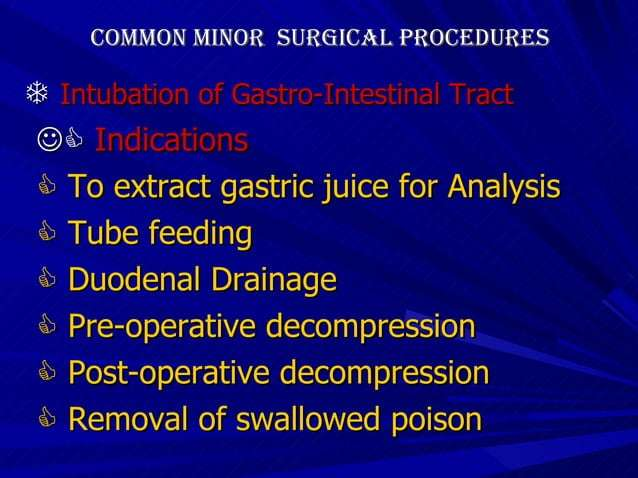 COMMON MINOR SURGICAL PROCEDURES
Intubation of Gastro-Intestinal Tract
Indications
To extract gastric juice for Analysis
Tube feeding
Duodenal Drainage
Pre-operative decompression
Post-operative decompression
Removal of swallowed poison